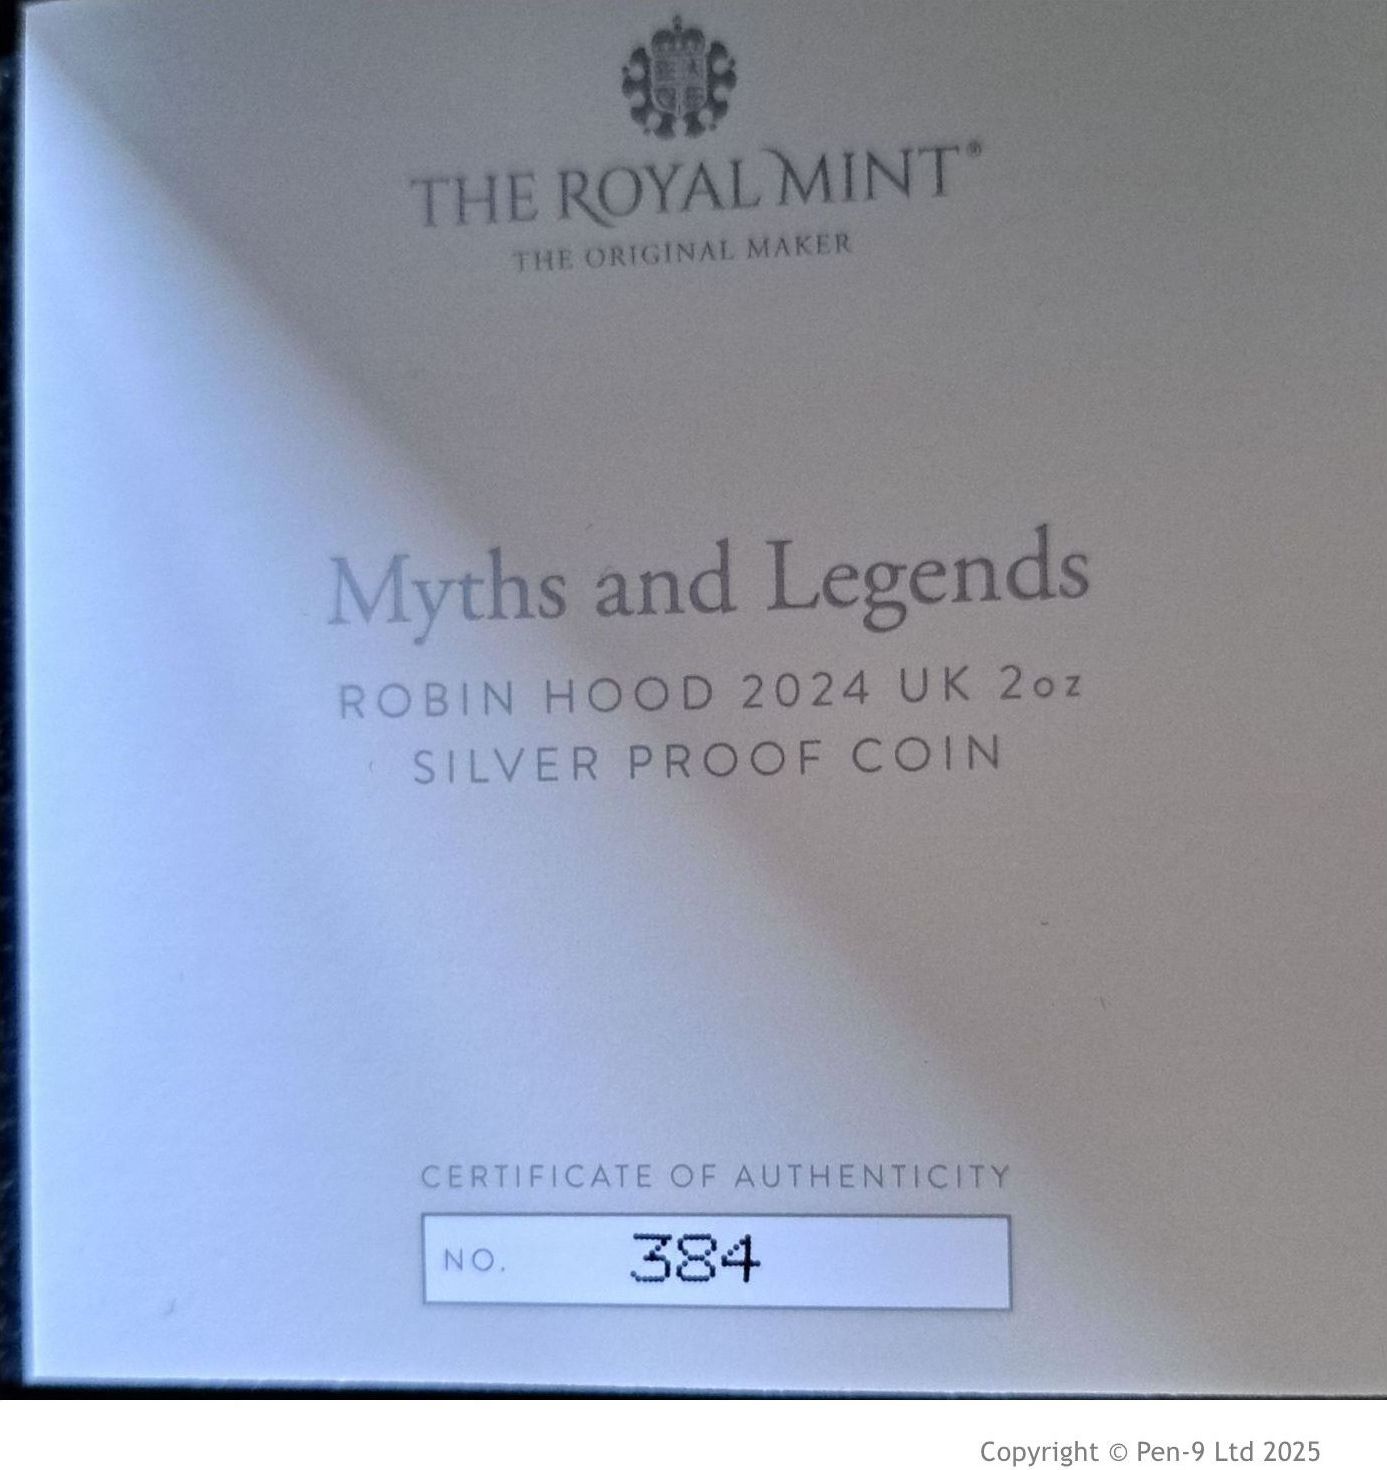 THE ROYAL MINT®
THE ORIGINAL MAKER
Myths and Legends
ROBIN HOOD 2024 UK 2oz
SILVER PROOF COIN
CERTIFICATE OF AUTHENTICITY
NO. 384
Copyright © Pen-9 Ltd 2025